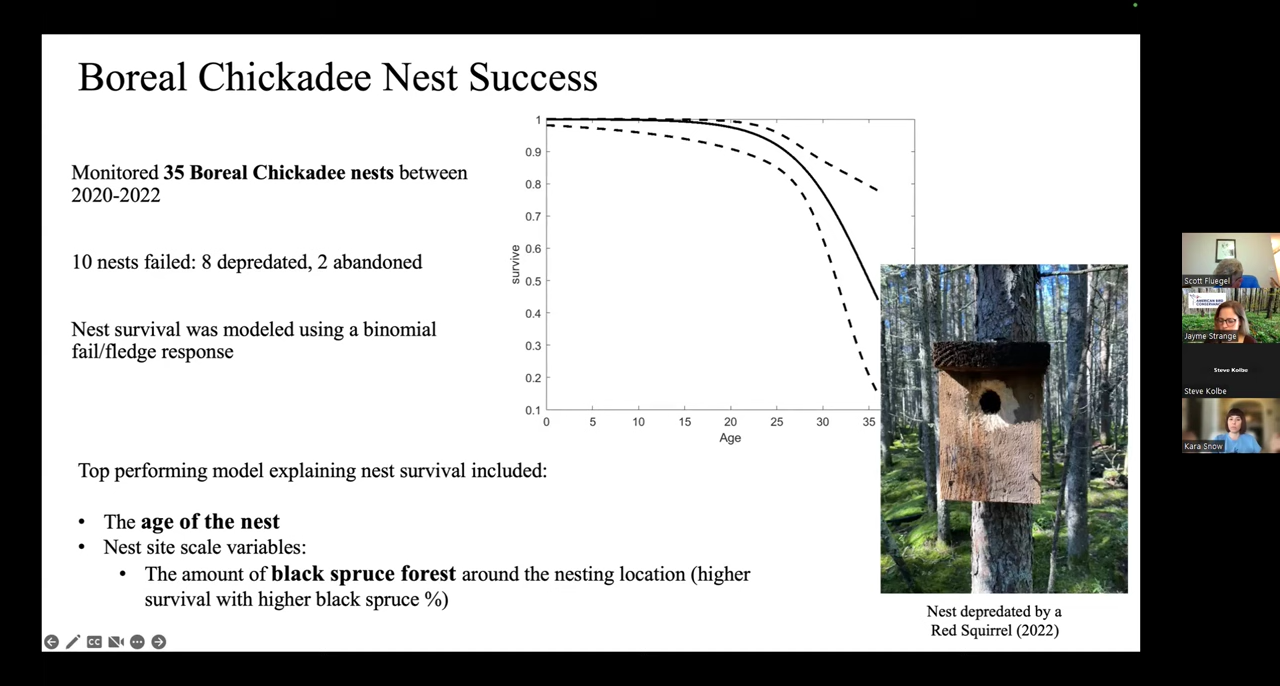 Boreal Chickadee Nest Success
Monitored 35 Boreal Chickadee nests between
2020-2022
10 nests failed: 8 depredated, 2 abandoned
Nest survival was modeled using a binomial
fail/fledge response
survive
1
0.9
0.8
0.7
0.6
0.5
0.4
0.3
0.2
0.1
0 5 10 15 20 25 30 35
Age
Top performing model explaining nest survival included:
• The age of the nest
• Nest site scale variables:
• The amount of black spruce forest around the nesting location (higher
survival with higher black spruce %)
Nest depredated by a
Red Squirrel (2022)
CC
Scott Fluegel
AMERICAN BIRD
CONSERVANCY
Jayme Strange
Steve Kolbe
Steve Kolbe
Kara Snow